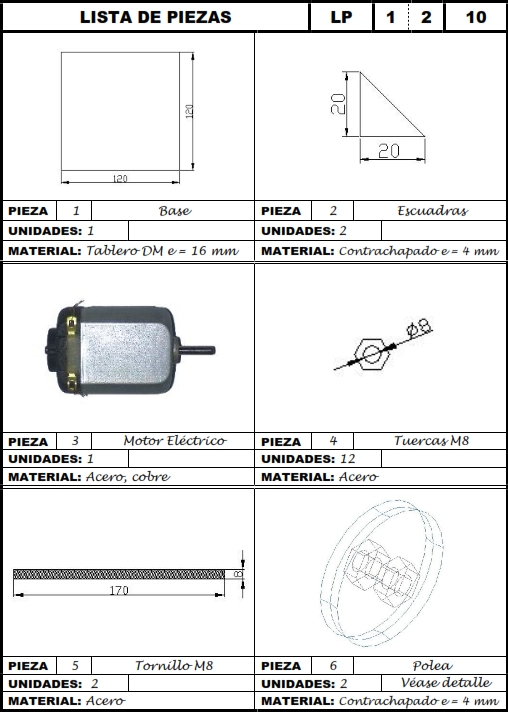 LISTA DE PIEZAS LP 1 2 10
120
120
20
20
PIEZA 1 Base
UNIDADES: 1
MATERIAL: Tablero DM e = 16 mm
PIEZA 2 Escuadras
UNIDADES: 2
MATERIAL: Contrachapado e = 4 mm
Ø8
PIEZA 3 Motor Eléctrico
UNIDADES: 1
MATERIAL: Acero, cobre
PIEZA 4 Tuercas M8
UNIDADES: 12
MATERIAL: Acero
170
8
PIEZA 5 Tornillo M8
UNIDADES: 2
MATERIAL: Acero
PIEZA 6 Polea
UNIDADES: 2 Véase detalle
MATERIAL: Contrachapado e = 4 mm